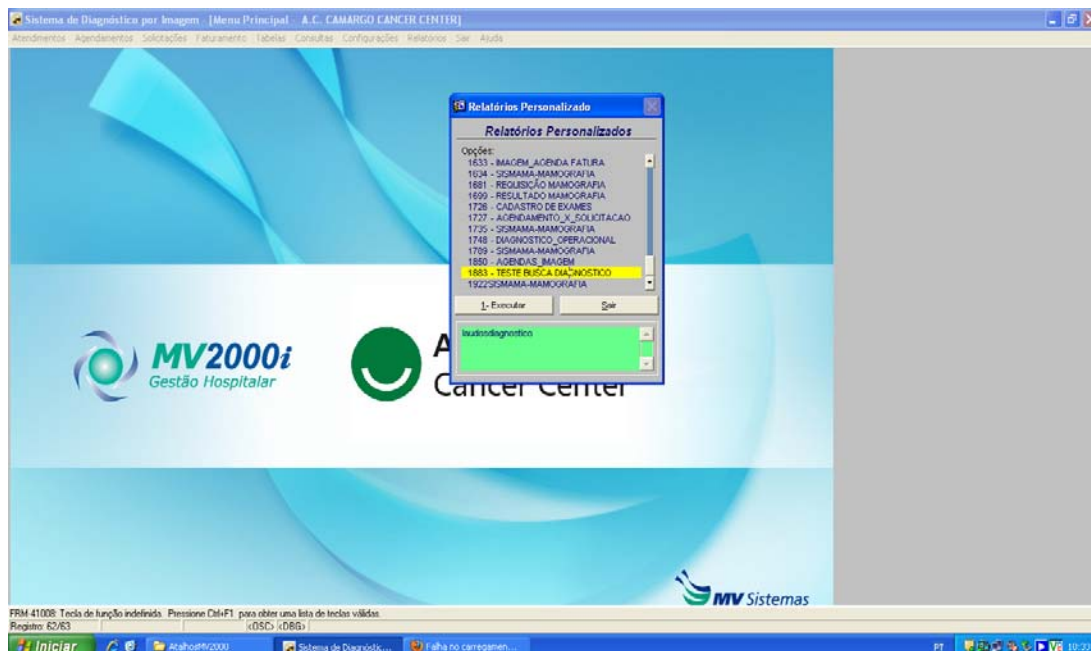 Sistema de Diagnóstico por Imagem - [Menu Principal - A.C. CAMARGO CANCER CENTER]
Atendimentos Agendamentos Solicitações Faturamento Tabelas Consultas Configurações Relatórios Sair Ajuda
Relatórios Personalizado
Relatórios Personalizados
Opções:
1633 - IMAGEM_AGENDA FATURA
1634 - SISMAMA-MAMOGRAFIA
1681 - REQUISIÇÃO MAMOGRAFIA
1699 - RESULTADO MAMOGRAFIA
1726 - CADASTRO DE EXAMES
1727 - AGENDAMENTO_X_SOLICITACAO
1735 - SISMAMA-MAMOGRAFIA
1748 - DIAGNOSTICO_OPERACIONAL
1789 - SISMAMA-MAMOGRAFIA
1850 - AGENDAS_IMAGEM
1883 - TESTE BUSCA DIAGNOSTICO
1922SISMAMA-MAMOGRAFIA
1- Executar Sair
laudosdiagnostico
MV2000i
Gestão Hospitalar
A
Cancer Center
MV Sistemas
FRM-41008: Tecla de função indefinida. Pressione Ctrl+F1 para obter uma lista de teclas válidas.
Registro: 62/63 <OSC> <DBG>
Iniciar AtalhosMV2000 Sistema de Diagnóstic... Falha no carregamen... PT